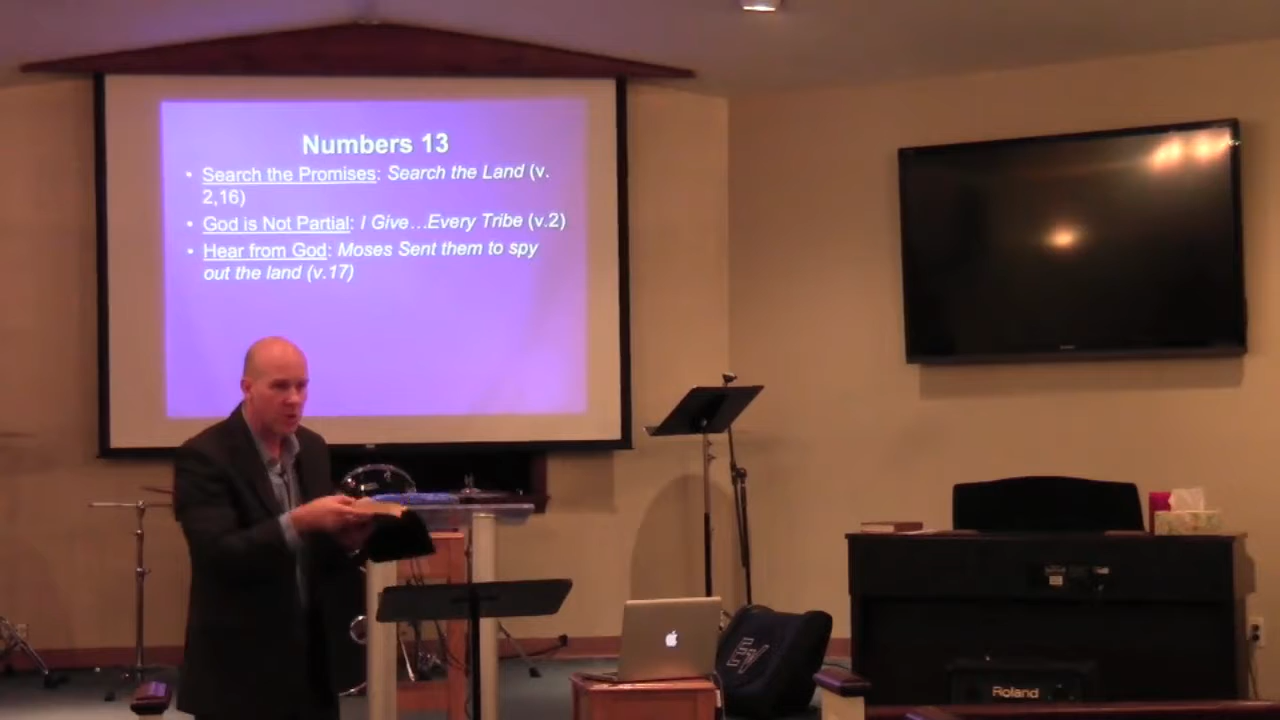 Numbers 13
• Search the Promises: Search the Land (v.
2,16)
• God is Not Partial: I Give...Every Tribe (v.2)
• Hear from God: Moses Sent them to spy
out the land (v.17)
EV
Roland